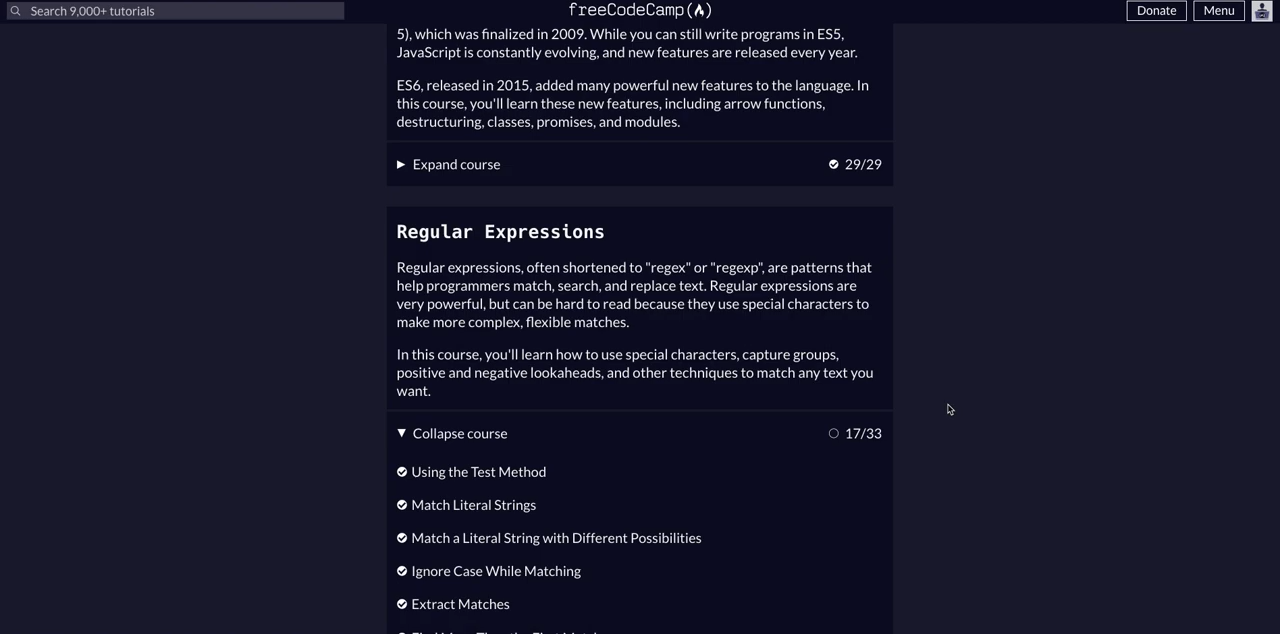 Search 9,000+ tutorials
freeCodeCamp
Donate
Menu
5), which was finalized in 2009. While you can still write programs in ES5,
JavaScript is constantly evolving, and new features are released every year.
ES6, released in 2015, added many powerful new features to the language. In
this course, you'll learn these new features, including arrow functions,
destructuring, classes, promises, and modules.
Expand course
29/29
Regular Expressions
Regular expressions, often shortened to "regex" or "regexp", are patterns that
help programmers match, search, and replace text. Regular expressions are
very powerful, but can be hard to read because they use special characters to
make more complex, flexible matches.
In this course, you'll learn how to use special characters, capture groups,
positive and negative lookaheads, and other techniques to match any text you
want.
Collapse course
17/33
Using the Test Method
Match Literal Strings
Match a Literal String with Different Possibilities
Ignore Case While Matching
Extract Matches